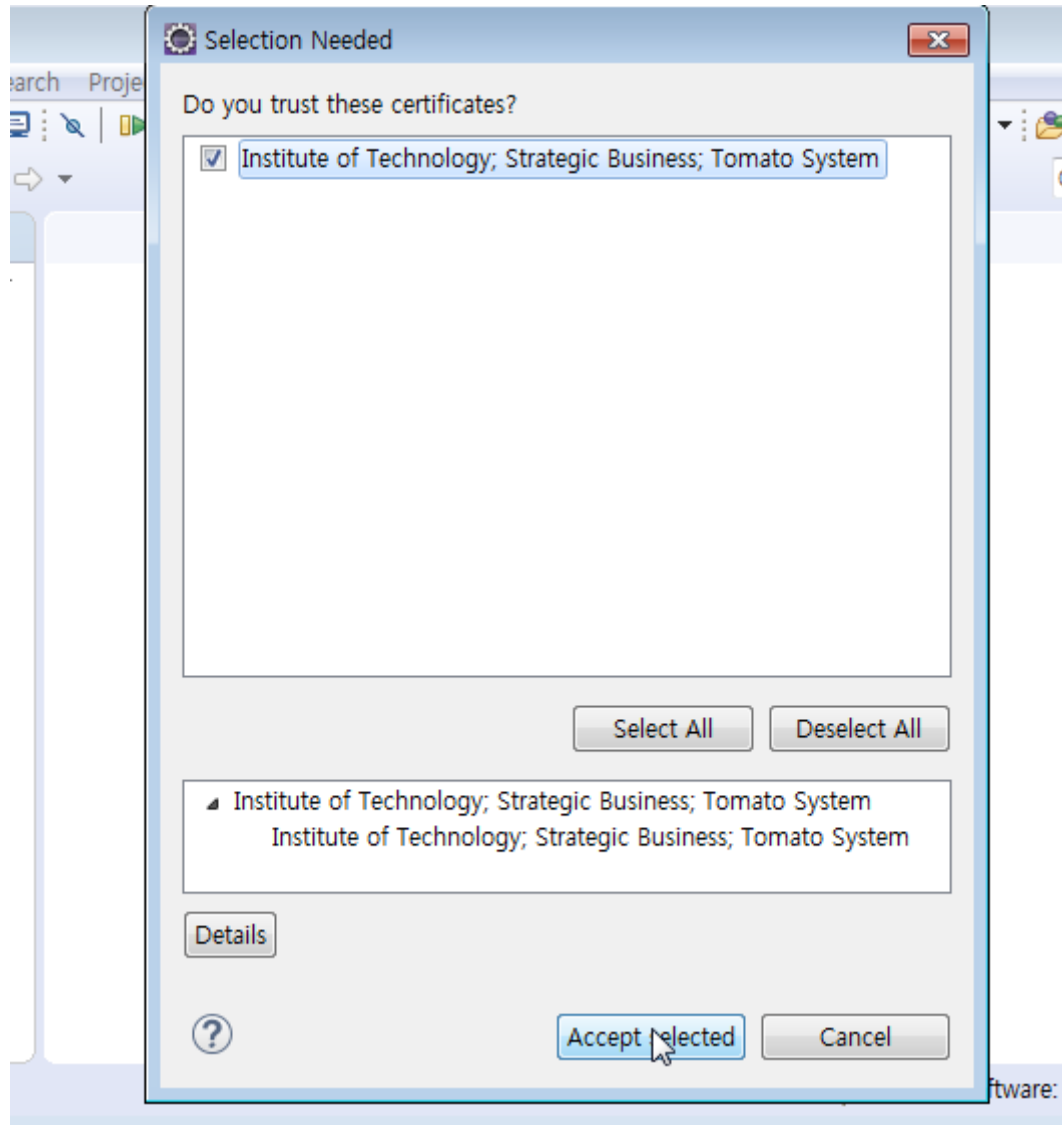 Selection Needed
earch Proje
Do you trust these certificates?
Institute of Technology; Strategic Business; Tomato System
Select All Deselect All
Institute of Technology; Strategic Business; Tomato System
Institute of Technology; Strategic Business; Tomato System
Details
? Accept selected Cancel
ftware: